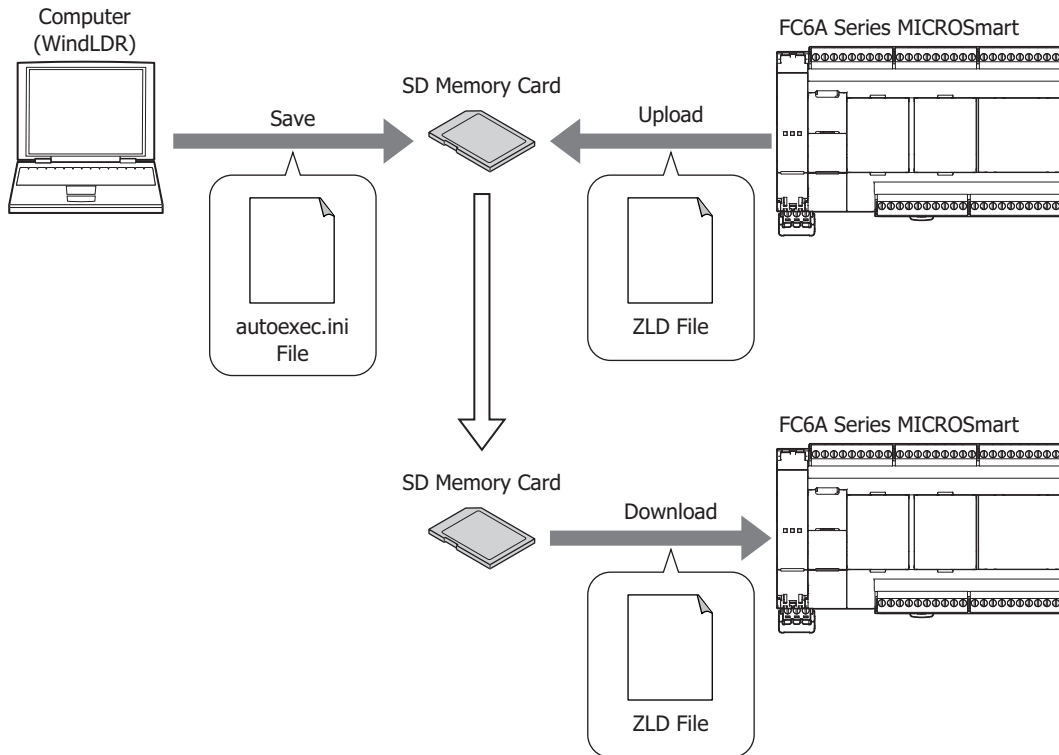 Computer
(WindLDR)
FC6A Series MICROSmart
SD Memory Card
Save
Upload
autoexec.ini
File
ZLD File
FC6A Series MICROSmart
SD Memory Card
Download
ZLD File